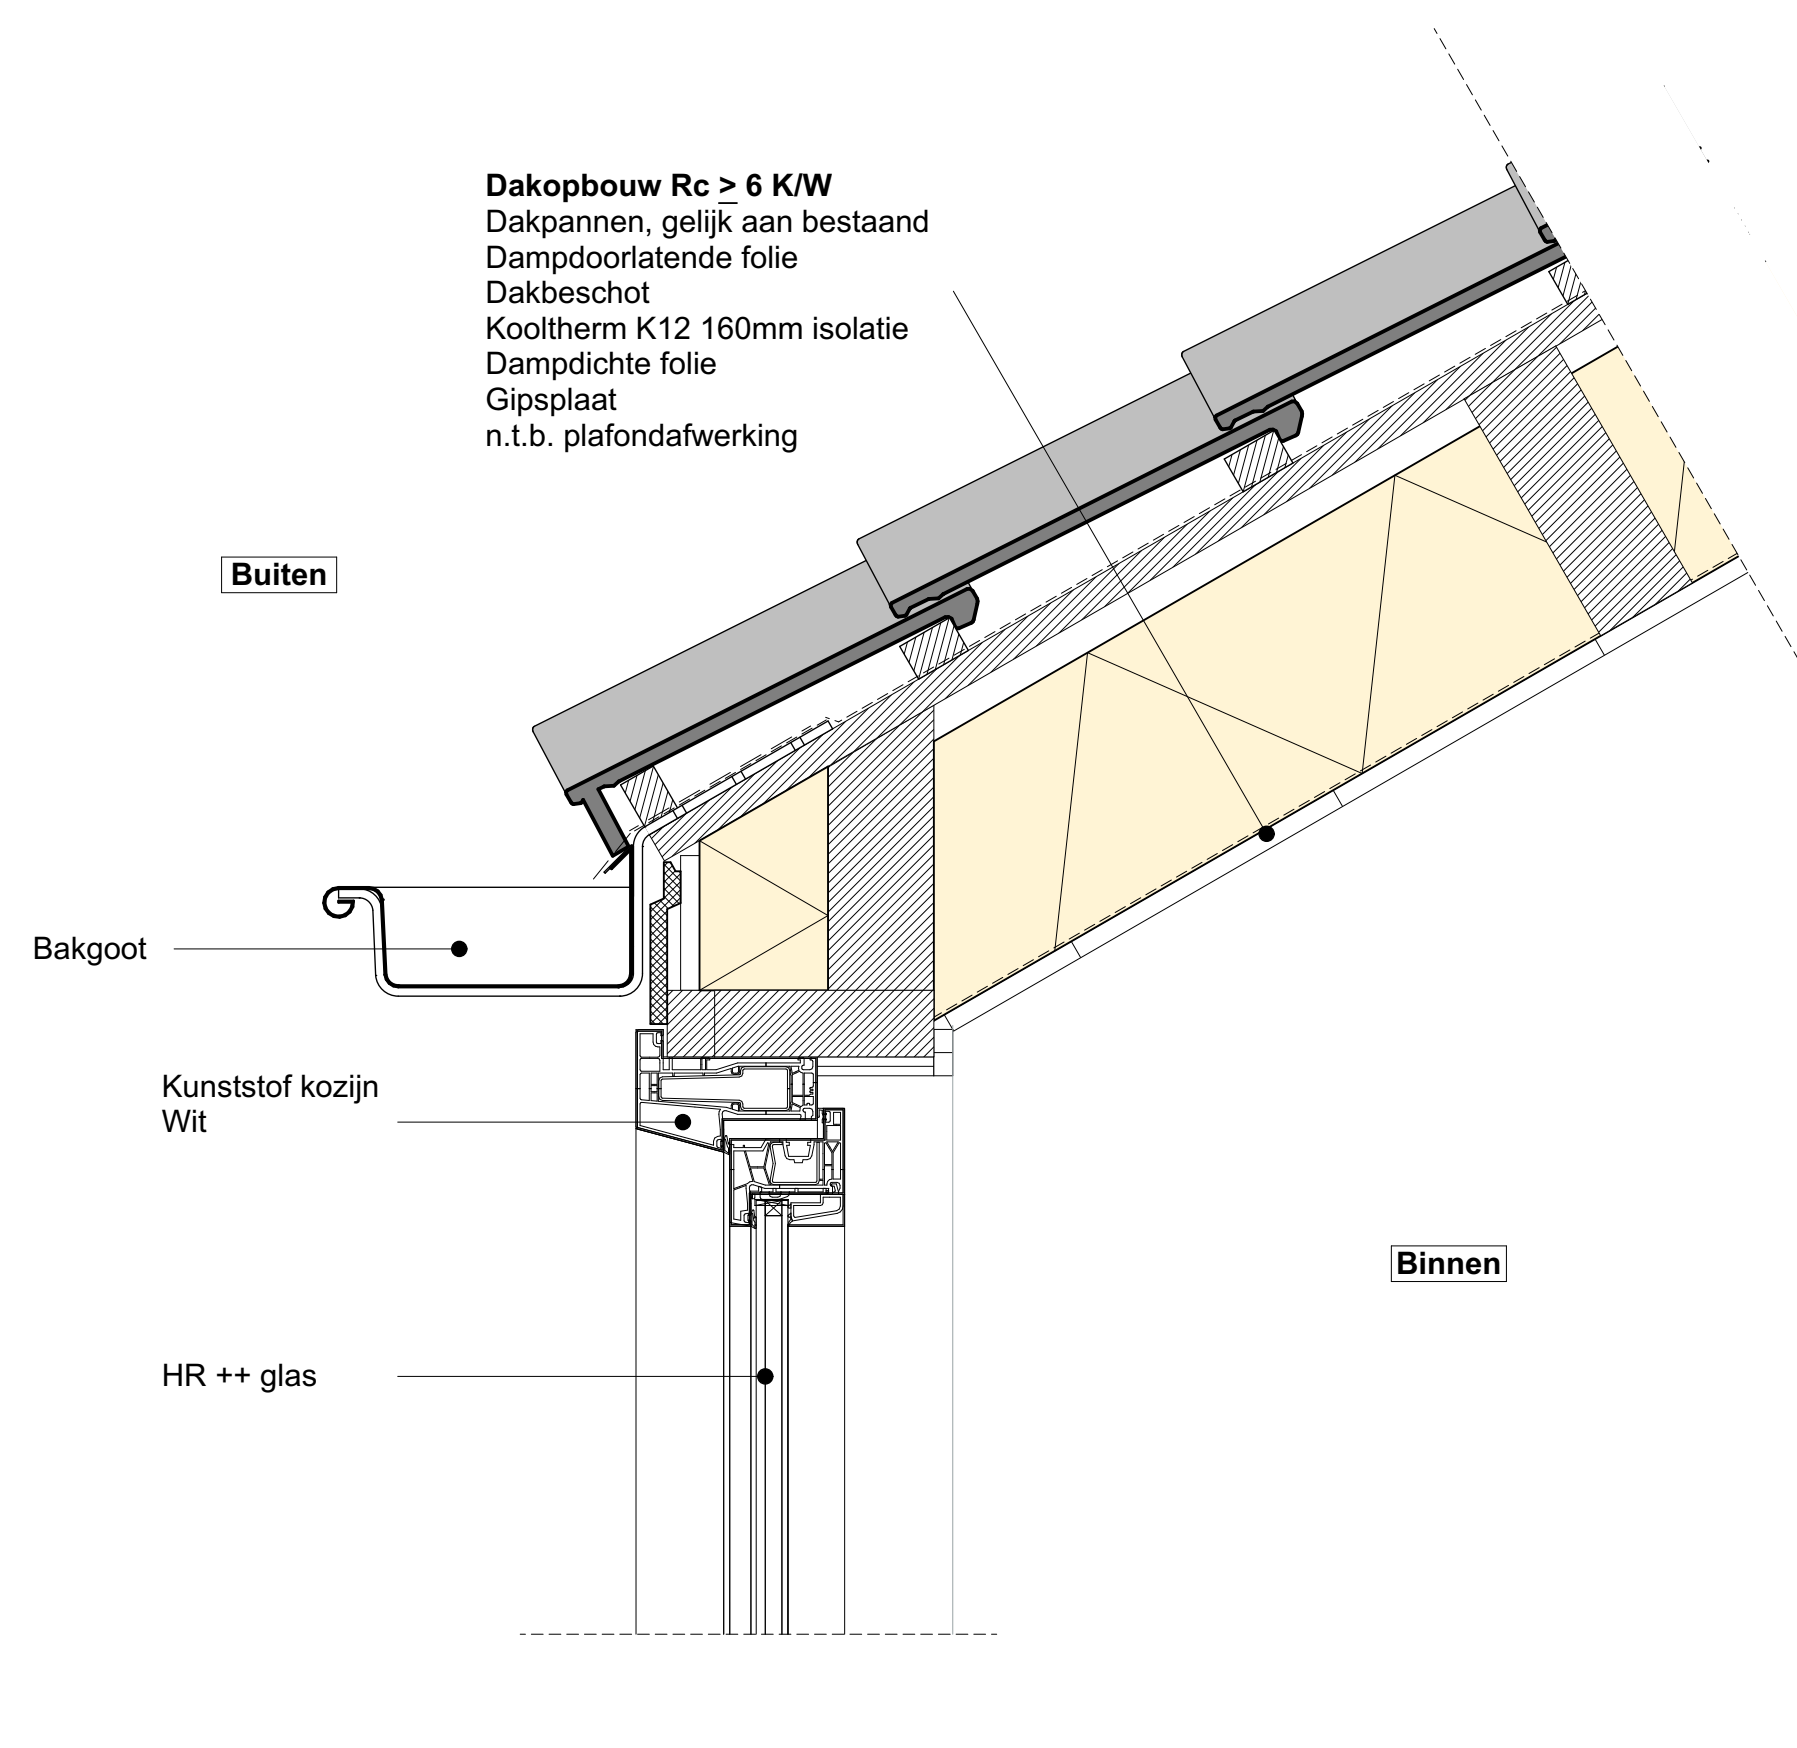 Dakopbouw Rc ≥ 6 K/W
Dakpannen, gelijk aan bestaand
Dampdoorlatende folie
Dakbeschot
Kooltherm K12 160mm isolatie
Dampdichte folie
Gipsplaat
n.t.b. plafondafwerking
Buiten
Bakgoot
Kunststof kozijn
Wit
Binnen
HR ++ glas